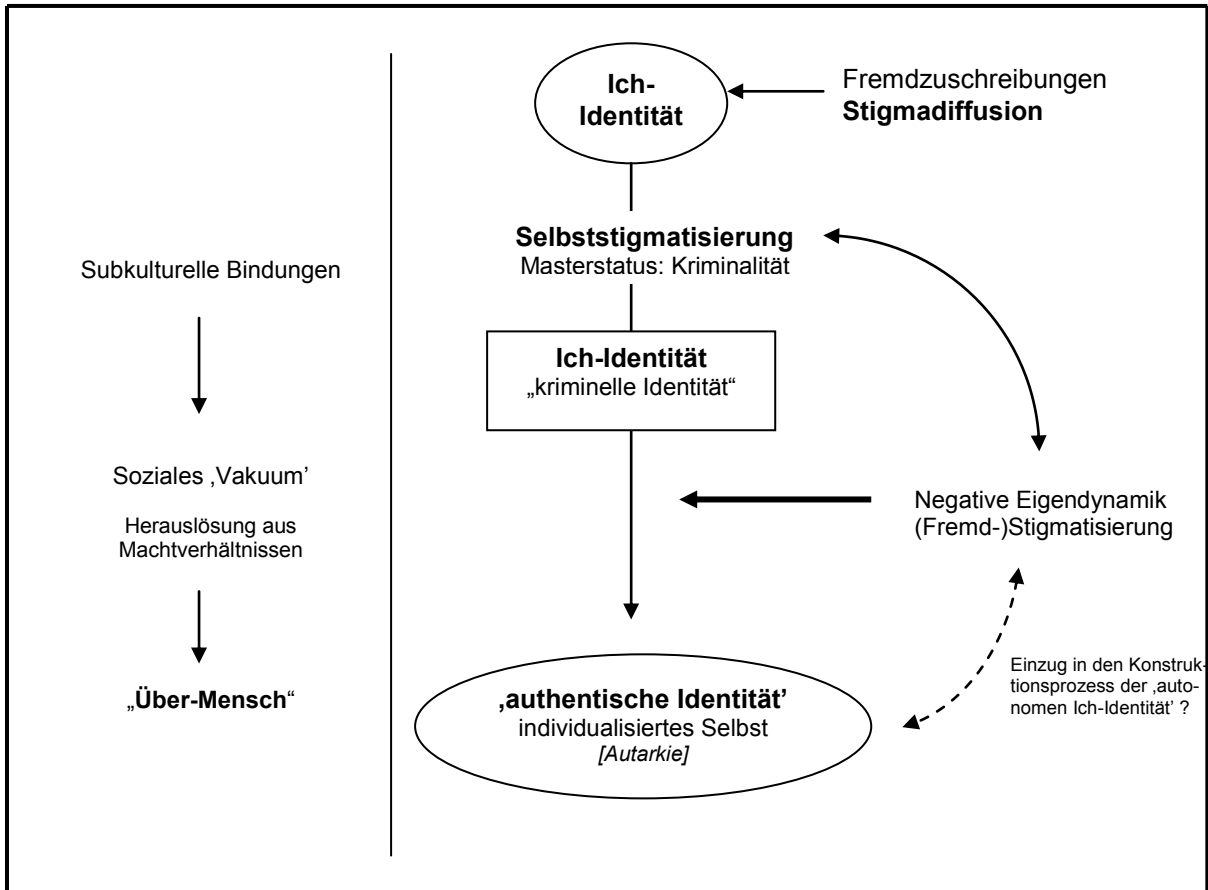 Ich-
Identität
Fremdzuschreibungen
Stigmadiffusion
Selbststigmatisierung
Masterstatus: Kriminalität
Subkulturelle Bindungen
Ich-Identität
„kriminelle Identität“
Soziales ‚Vakuum’
Herauslösung aus
Machtverhältnissen
Negative Eigendynamik
(Fremd-)Stigmatisierung
„Über-Mensch“
‚authentische Identität’
individualisiertes Selbst
[Autarkie]
Einzug in den Konstruk-
tionsprozess der ‚auto-
nomen Ich-Identität’ ?